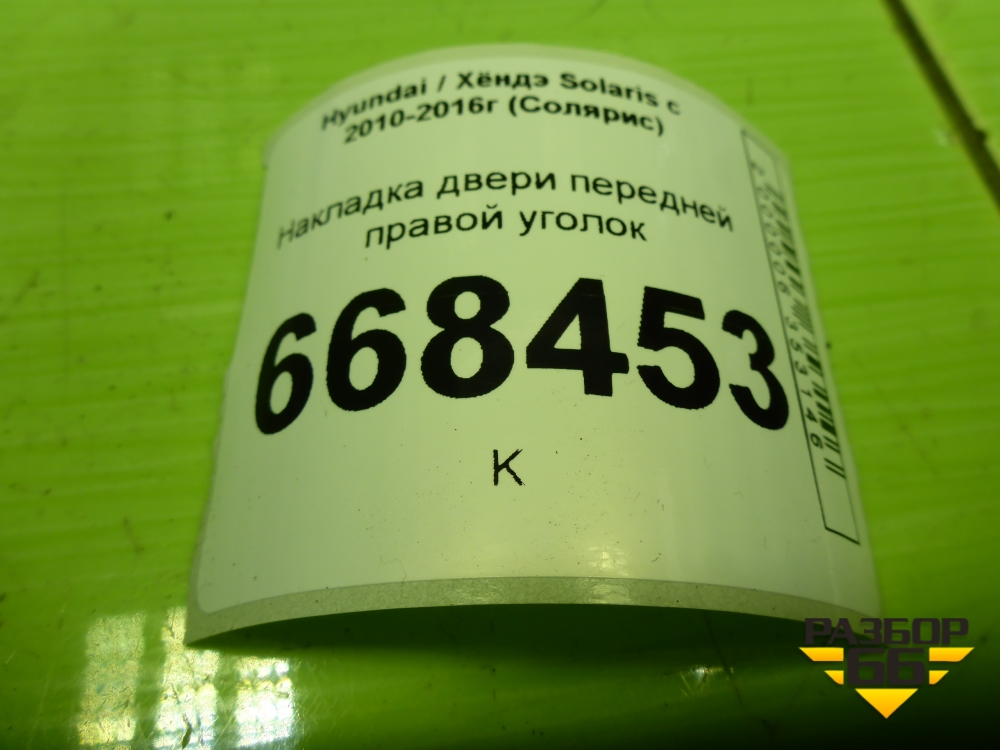 Hyundai / Хёндэ Solaris с
2010-2016г (Солярис)
Накладка двери передней
правой уголок
668453
К
РАЗБОР
66